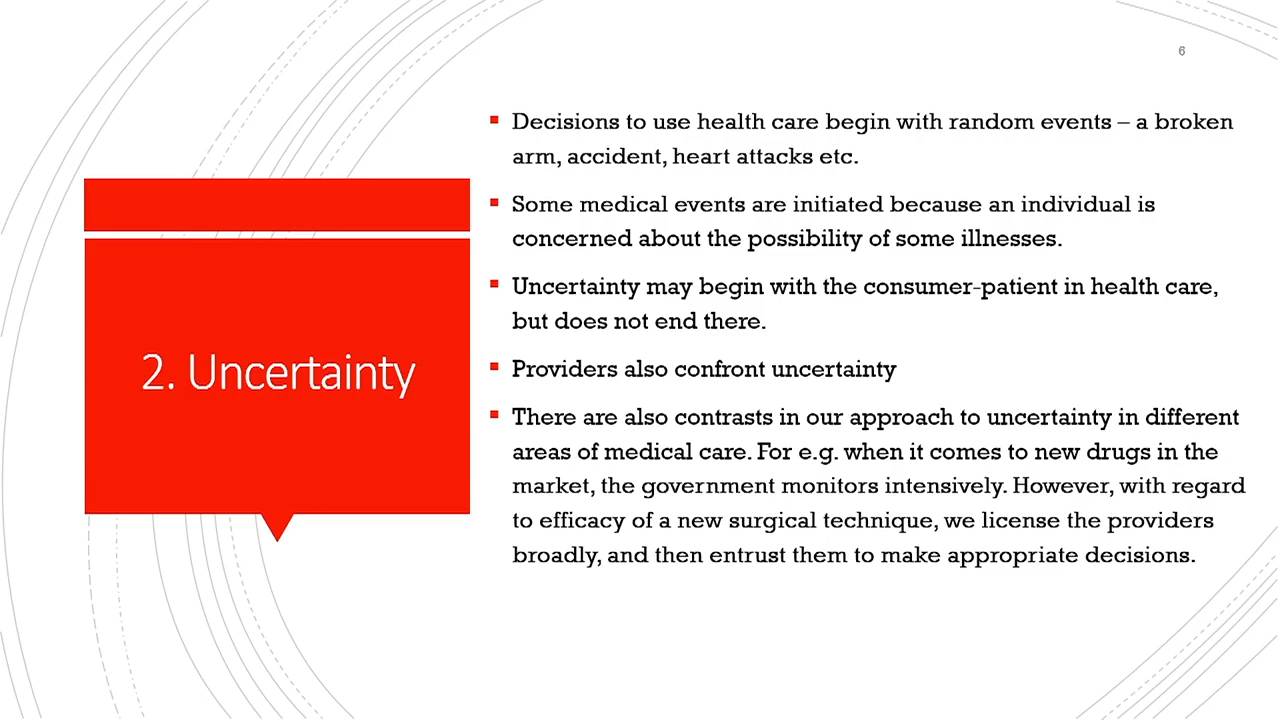 6
2. Uncertainty
Decisions to use health care begin with random events – a broken
arm, accident, heart attacks etc.
Some medical events are initiated because an individual is
concerned about the possibility of some illnesses.
Uncertainty may begin with the consumer-patient in health care,
but does not end there.
Providers also confront uncertainty
There are also contrasts in our approach to uncertainty in different
areas of medical care. For e.g. when it comes to new drugs in the
market, the government monitors intensively. However, with regard
to efficacy of a new surgical technique, we license the providers
broadly, and then entrust them to make appropriate decisions.